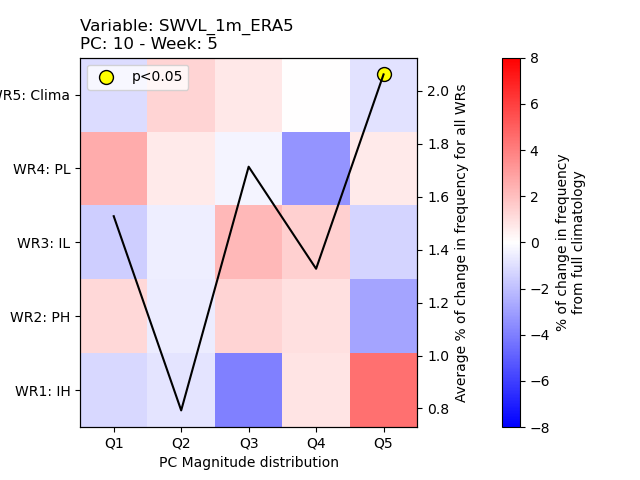 Variable: SWVL_1m_ERA5
PC: 10 - Week: 5
p<0.05
WR5: Clima
WR4: PL
WR3: IL
WR2: PH
WR1: IH
Q1 Q2 Q3 Q4 Q5
PC Magnitude distribution
2.0
1.8
1.6
1.4
1.2
1.0
0.8
Average % of change in frequency for all WRs
8
6
4
2
0
−2
−4
−6
−8
% of change in frequency
from full climatology